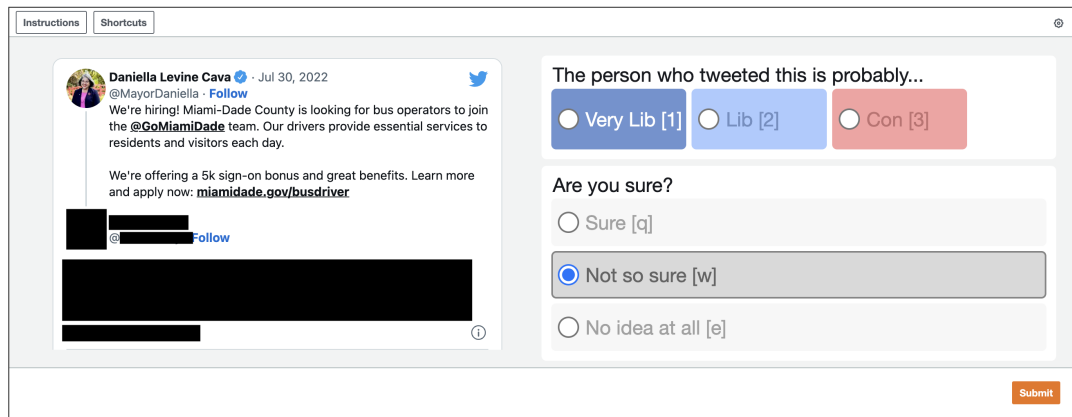 Instructions
Shortcuts
Daniella Levine Cava · Jul 30, 2022
@MayorDaniella · Follow
We're hiring! Miami-Dade County is looking for bus operators to join
the @GoMiamiDade team. Our drivers provide essential services to
residents and visitors each day.
We're offering a 5k sign-on bonus and great benefits. Learn more
and apply now: miamidade.gov/busdriver
@ Follow
The person who tweeted this is probably...
Very Lib [1]
Lib [2]
Con [3]
Are you sure?
Sure [q]
Not so sure [w]
No idea at all [e]
Submit